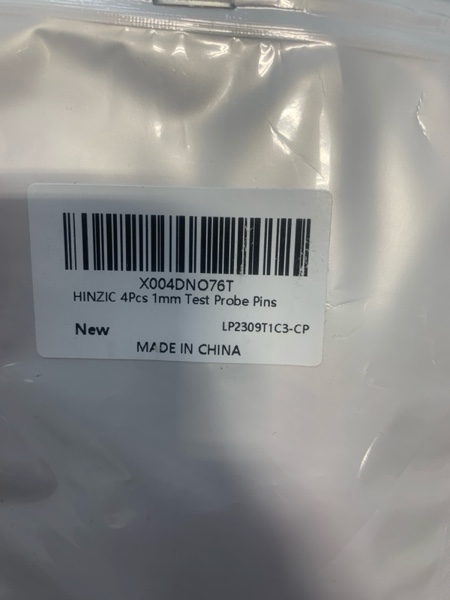 X004DNO76T
HINZIC 4Pcs 1mm Test Probe Pins
New LP2309T1C3-CP
MADE IN CHINA